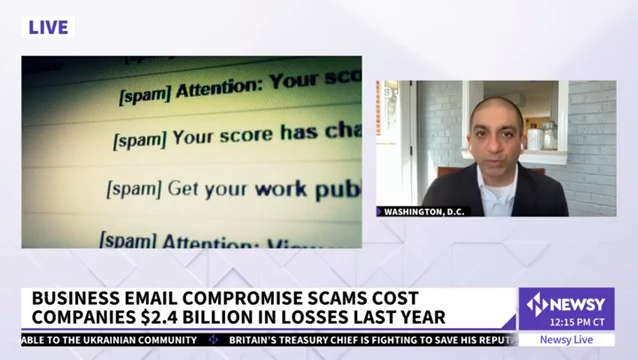 LIVE
[spam] Attention: Your sco
[spam] Your score has cha
[spam] Get your work pub
[spam] Attention:
WASHINGTON, D.C.
BUSINESS EMAIL COMPROMISE SCAMS COST
COMPANIES $2.4 BILLION IN LOSSES LAST YEAR
NEWSY
12:15 PM CT
ABLE TO THE UKRAINIAN COMMUNITY BRITAIN'S TREASURY CHIEF IS FIGHTING TO SAVE HIS REPUT
Newsy Live